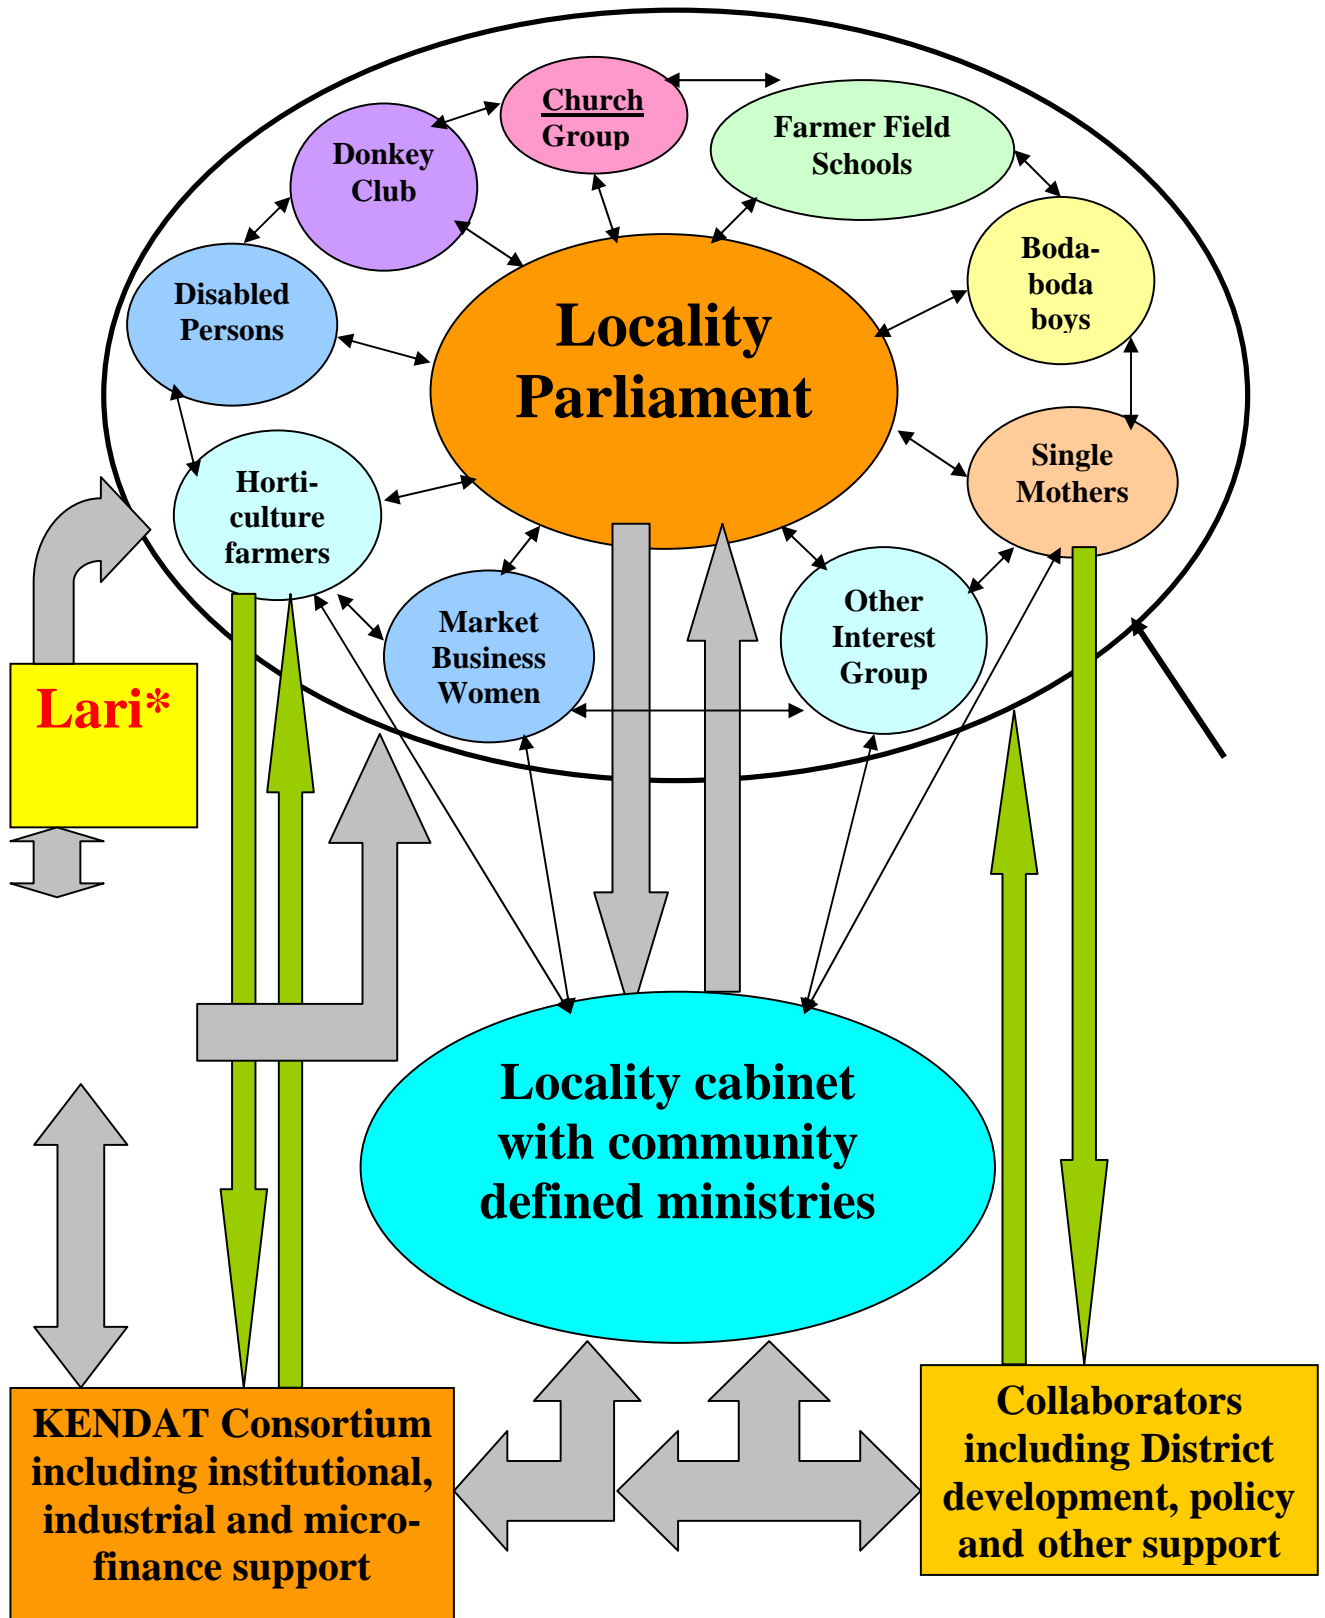 Church
Group
Farmer Field
Schools
Donkey
Club
Boda-
boda
boys
Disabled
Persons
Locality
Parliament
Single
Mothers
Horti-
culture
farmers
Other
Interest
Group
Market
Business
Women
Lari*
Locality cabinet
with community
defined ministries
KENDAT Consortium
including institutional,
industrial and micro-
finance support
Collaborators
including District
development, policy
and other support